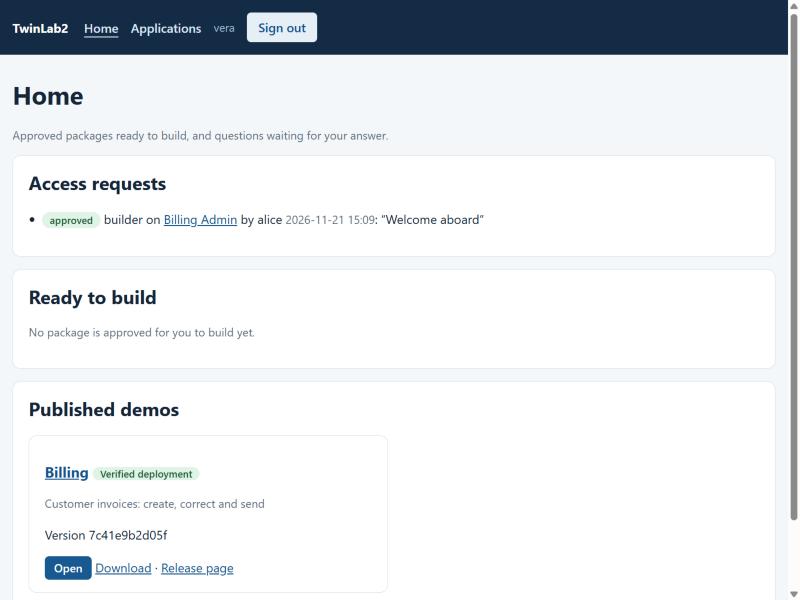 TwinLab2 Home Applications vera Sign out
Home
Approved packages ready to build, and questions waiting for your answer.
Access requests
• approved builder on Billing Admin by alice 2026-11-21 15:09: “Welcome aboard”
Ready to build
No package is approved for you to build yet.
Published demos
Billing Verified deployment
Customer invoices: create, correct and send
Version 7c41e9b2d05f
Open Download · Release page